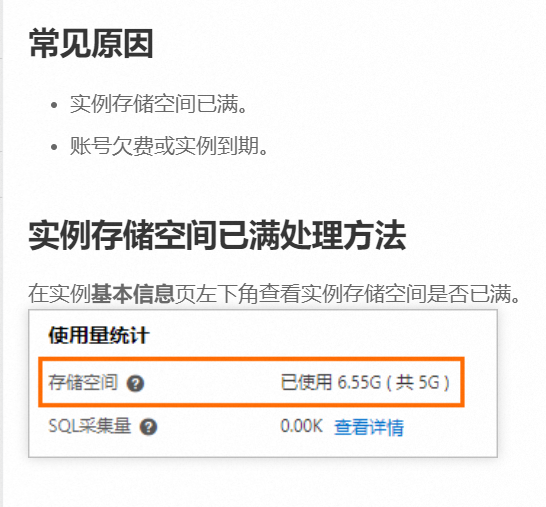 常见原因
实例存储空间已满。
账号欠费或实例到期。
实例存储空间已满处理方法
在实例基本信息页左下角查看实例存储空间是否已满。
使用量统计
存储空间 ? 已使用 6.55G ( 共 5G )
SQL采集量 ? 0.00K 查看详情